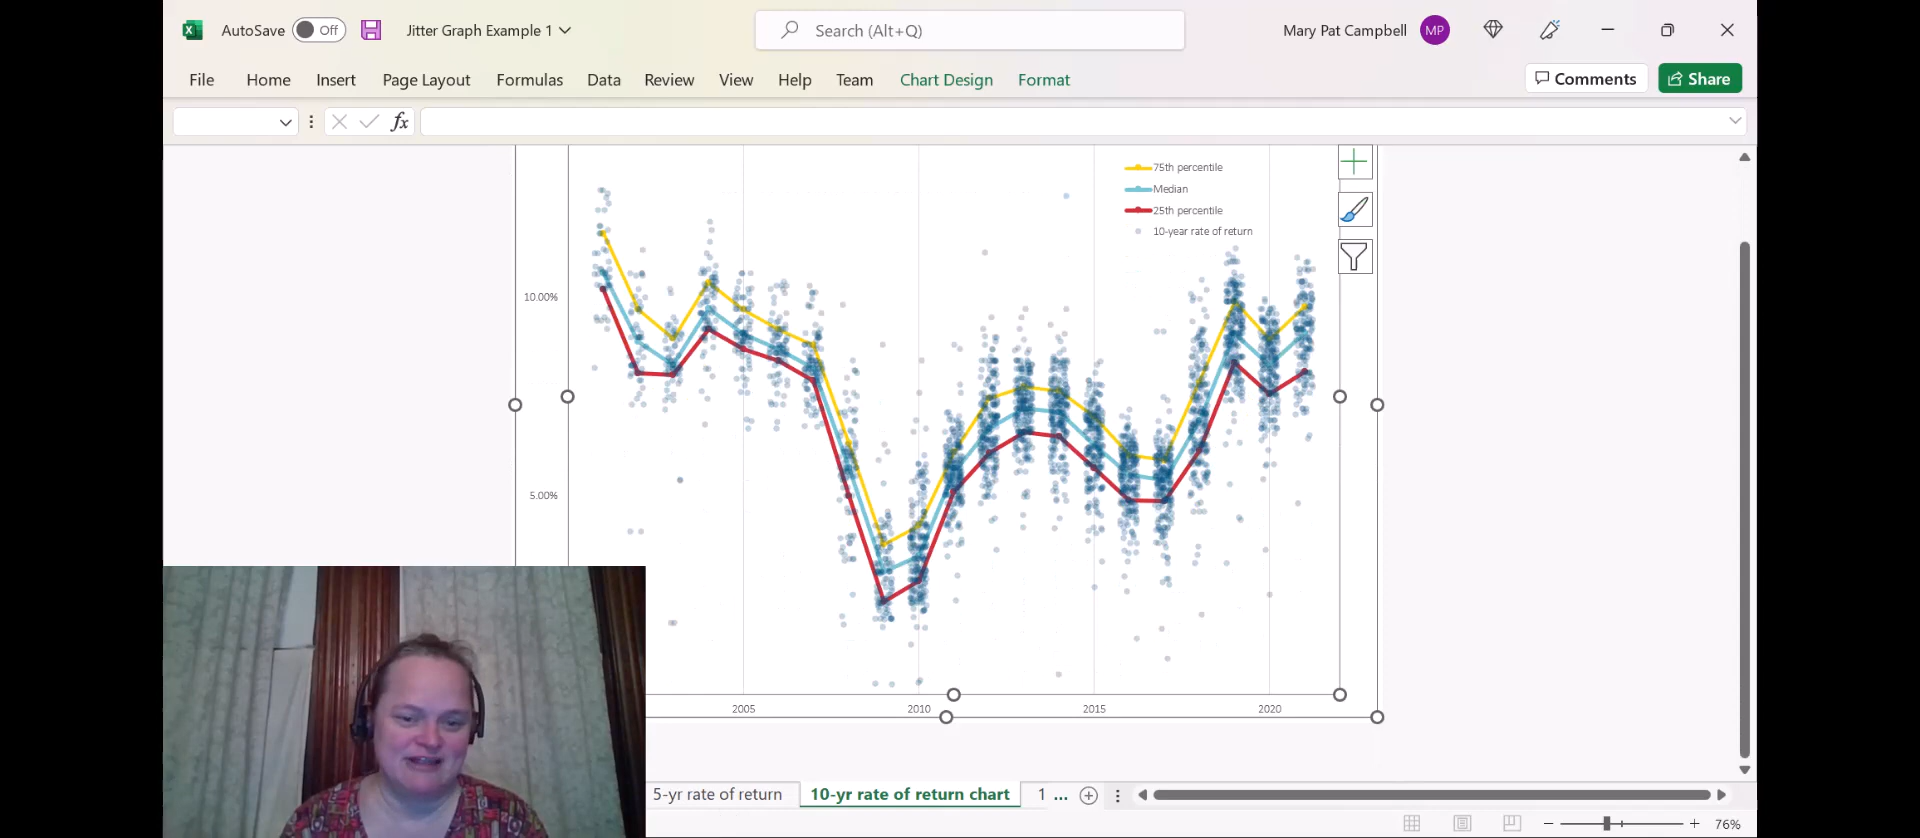 AutoSave Off Jitter Graph Example 1 Search (Alt+Q) Mary Pat Campbell MP
File Home Insert Page Layout Formulas Data Review View Help Team Chart Design Format Comments Share
fx
75th percentile
Median
25th percentile
10-year rate of return
10.00%
5.00%
2005 2010 2015 2020
5-yr rate of return 10-yr rate of return chart 1 ...
76%